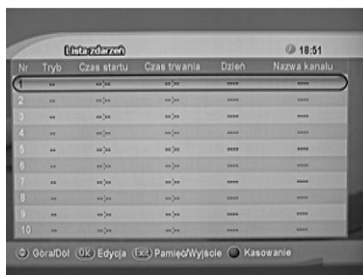 Lista zdarzeń 18:51
Nr Tryb Czas startu Czas trwania Dzień Nazwa kanału
1 -- --:-- --:-- ---- ----
2 -- --:-- --:-- ---- ----
3 -- --:-- --:-- ---- ----
4 -- --:-- --:-- ---- ----
5 -- --:-- --:-- ---- ----
6 -- --:-- --:-- ---- ----
7 -- --:-- --:-- ---- ----
8 -- --:-- --:-- ---- ----
9 -- --:-- --:-- ---- ----
10 -- --:-- --:-- ---- ----
Góra/Dół OK Edycja Exit Pamięć/Wyjście Kasowanie